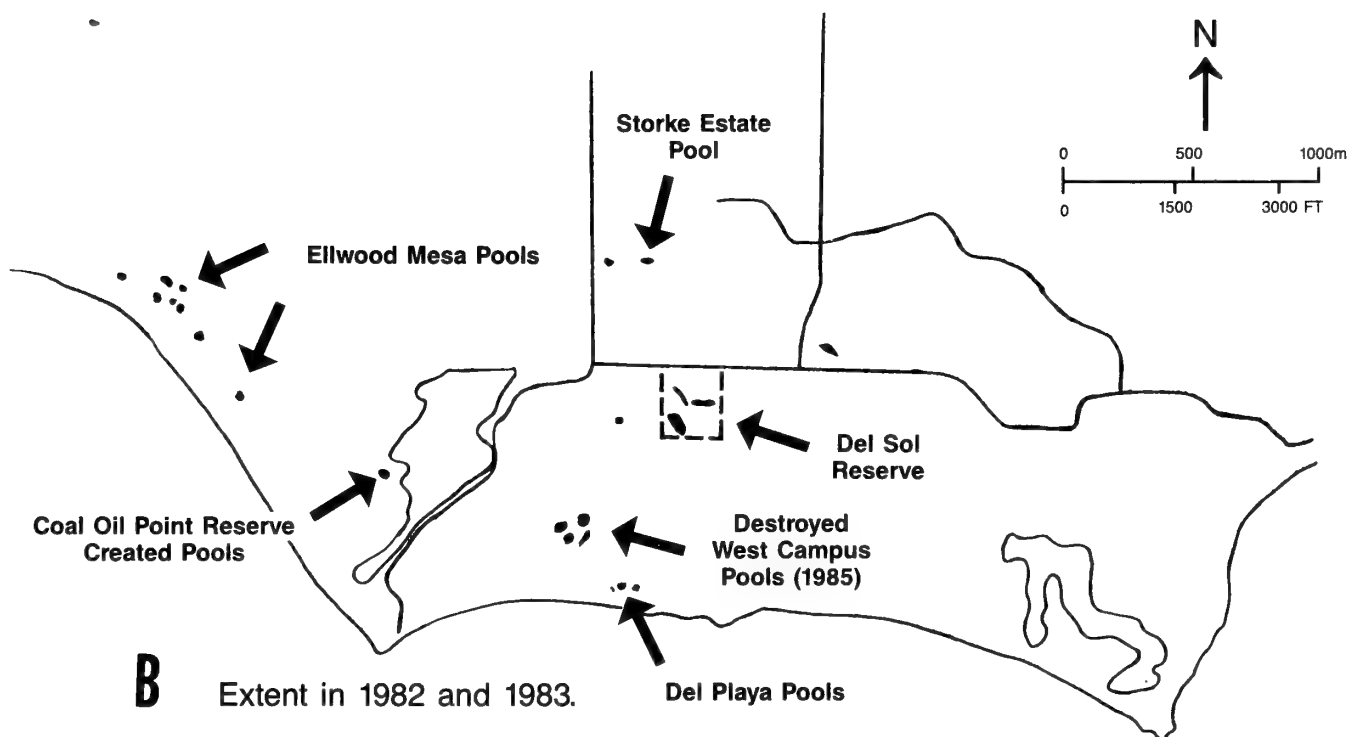 N
0 500 1000m
0 1500 3000 FT
Storke Estate
Pool
Ellwood Mesa Pools
Del Sol
Reserve
Coal Oil Point Reserve
Created Pools
Destroyed
West Campus
Pools (1985)
Del Playa Pools
B Extent in 1982 and 1983.